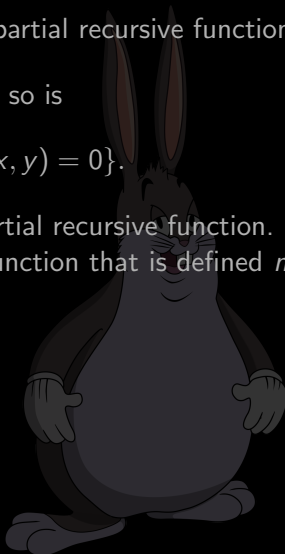 partial recursive function
so is
x, y) = 0}.
rtial recursive function.
unction that is defined